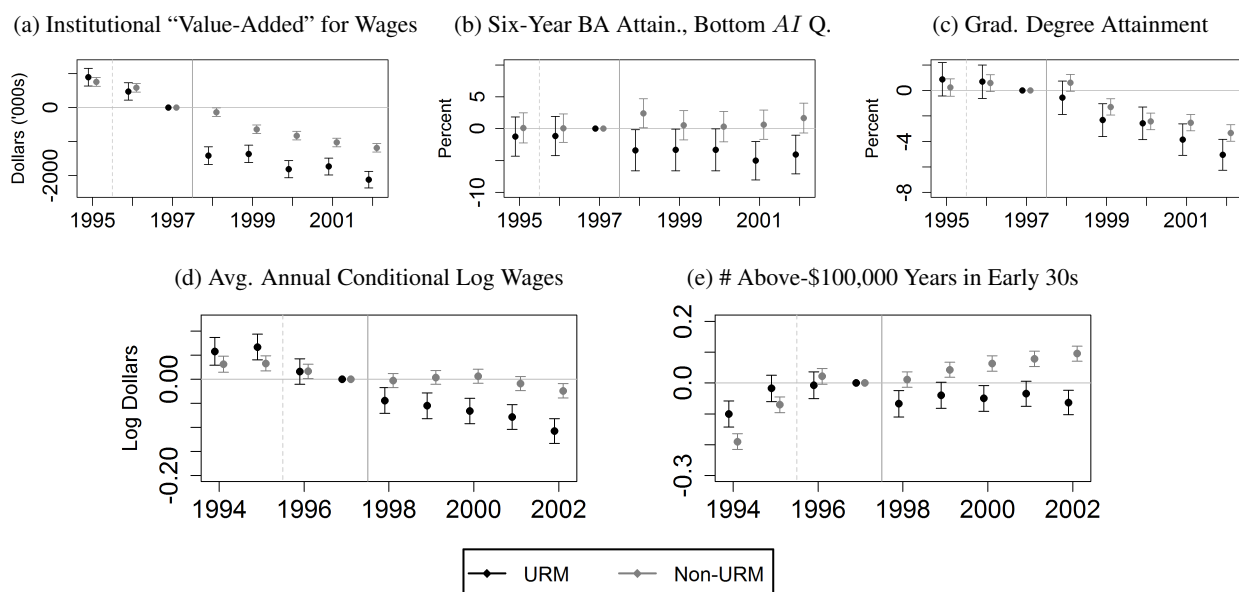 (a) Institutional “Value-Added” for Wages
(b) Six-Year BA Attain., Bottom AI Q.
(c) Grad. Degree Attainment
Dollars ('000s)
0
-2000
1995 1997 1999 2001
Percent
5
0
-10
1995 1997 1999 2001
Percent
0
-4
-8
1995 1997 1999 2001
(d) Avg. Annual Conditional Log Wages
(e) # Above-$100,000 Years in Early 30s
Log Dollars
0.00
-0.20
1994 1996 1998 2000 2002
0.2
0.0
-0.3
1994 1996 1998 2000 2002
URM Non-URM